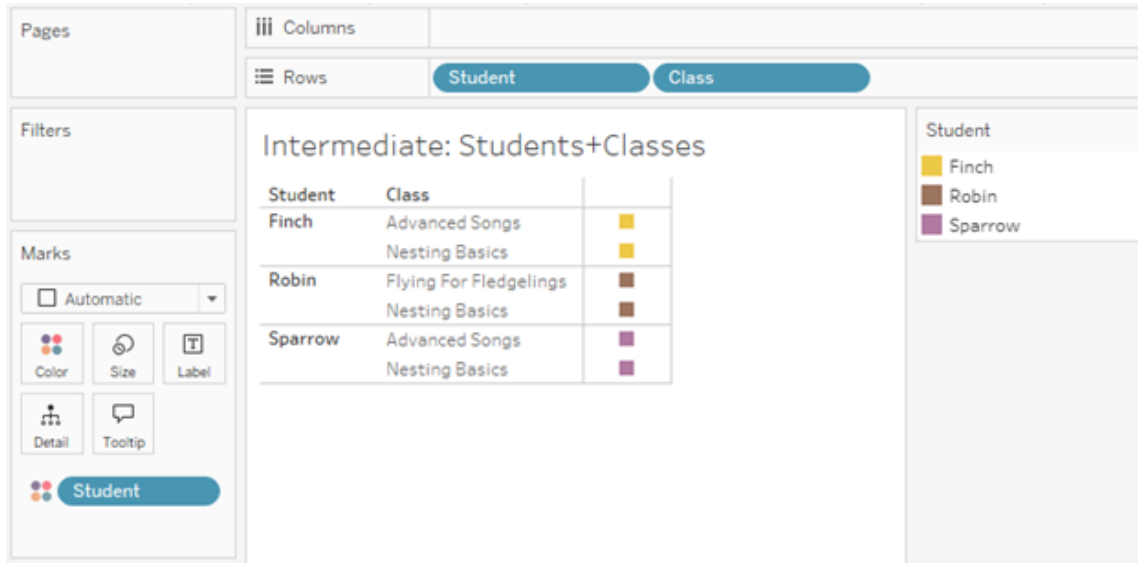 Pages
Columns
Rows Student Class
Filters
Intermediate: Students+Classes
Student Class
Finch Advanced Songs
Nesting Basics
Robin Flying For Fledgelings
Nesting Basics
Sparrow Advanced Songs
Nesting Basics
Student
Finch
Robin
Sparrow
Marks
Automatic
Color Size Label
T
Detail Tooltip
Student